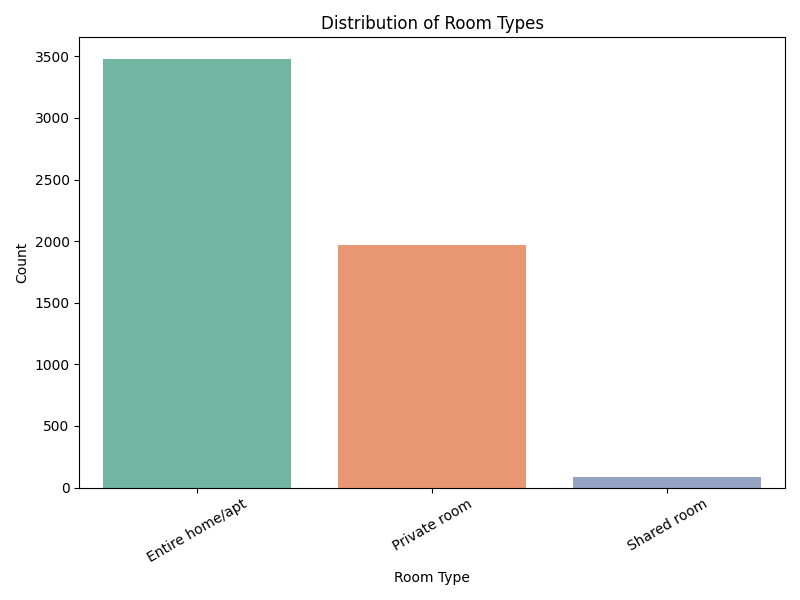 Distribution of Room Types
Count
3500
3000
2500
2000
1500
1000
500
0
Entire home/apt
Private room
Shared room
Room Type